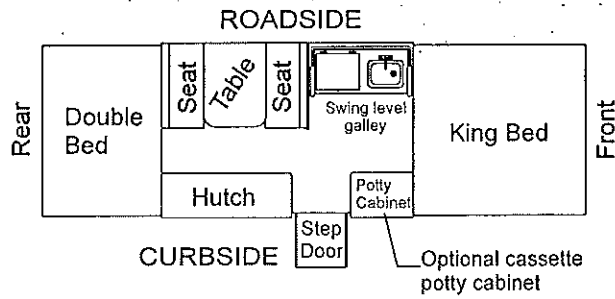 ROADSIDE
Rear
Double
Bed
Seat
Table
Seat
Swing level
galley
King Bed
Front
Hutch
Potty
Cabinet
Step
Door
CURBSIDE
Optional cassette
potty cabinet